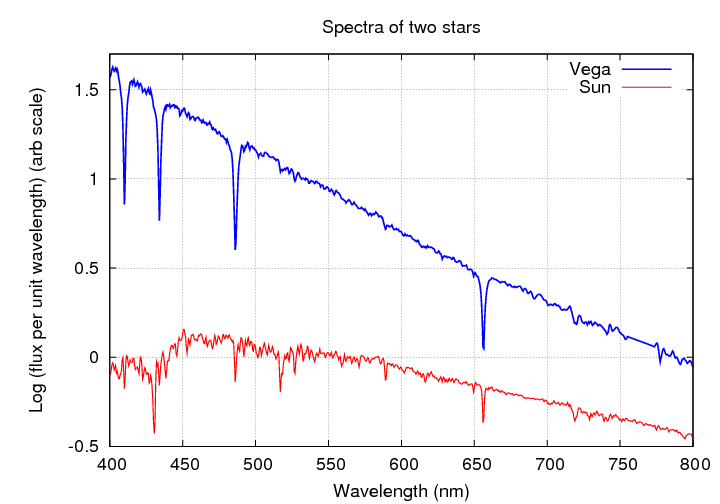 Spectra of two stars
Vega
Sun
1.5
1
0.5
0
-0.5
Log (flux per unit wavelength) (arb scale)
400 450 500 550 600 650 700 750 800
Wavelength (nm)